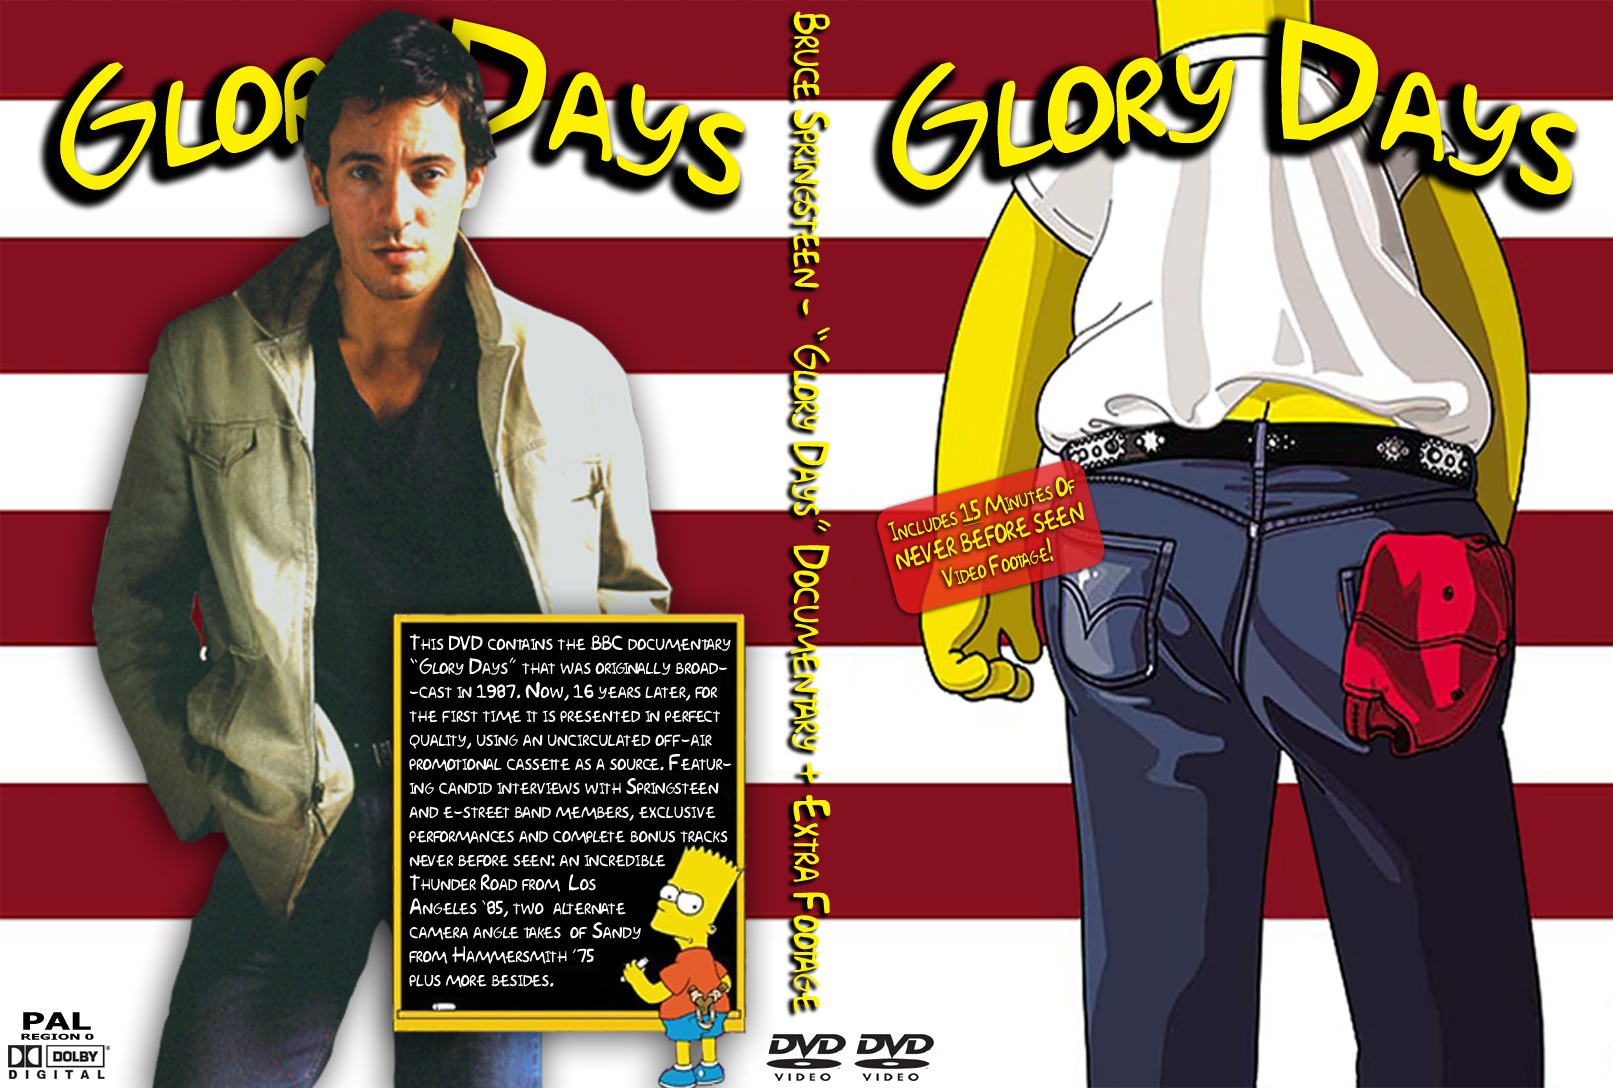 Glory Days
This DVD contains the BBC documentary
"Glory Days" that was originally broad-
-cast in 1987. Now, 16 years later, for
the first time it is presented in perfect
quality, using an uncirculated off-air
promotional cassette as a source. Featur-
ing candid interviews with Springsteen
and e-street band members, exclusive
performances and complete bonus tracks
never before seen: an incredible
Thunder Road from Los
Angeles '85, two alternate
camera angle takes of Sandy
from Hammersmith '75
plus more besides.
PAL
REGION 0
DOLBY
DIGITAL
Bruce Springsteen - "Glory Days" Documentary + Extra Footage
DVD
VIDEO
DVD
VIDEO
Glory Days
Includes 15 Minutes Of
NEVER BEFORE SEEN
Video Footage!